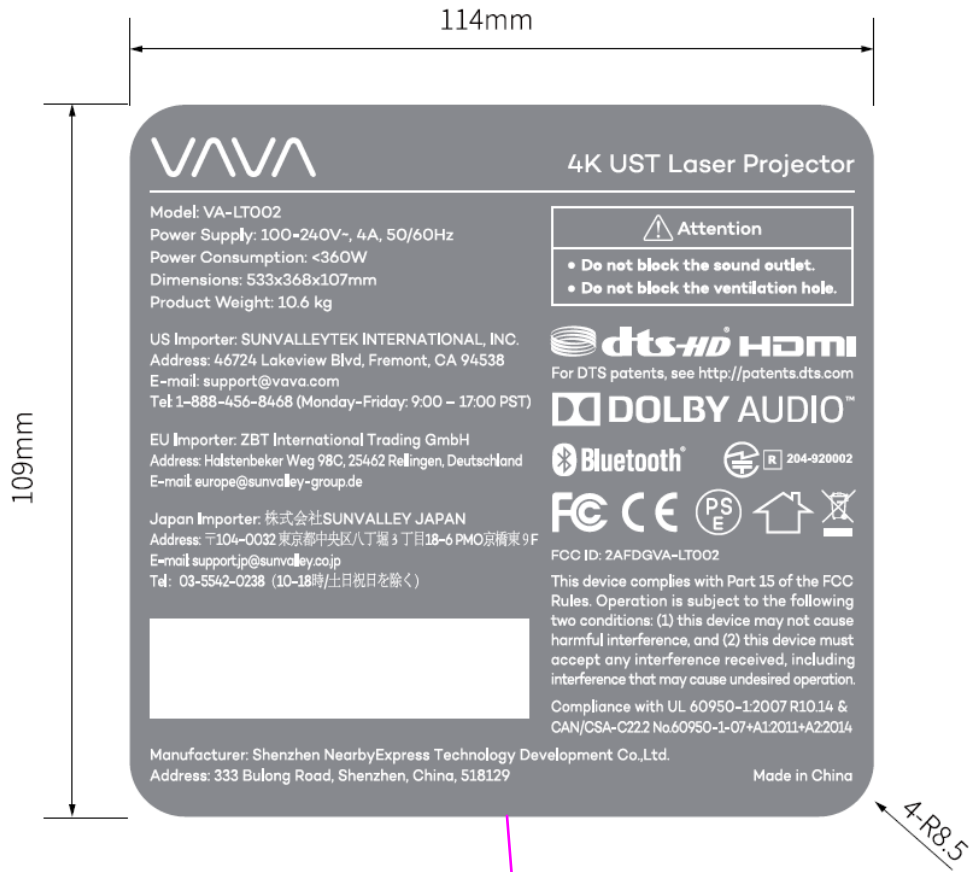 114mm
109mm
VAVA
4K UST Laser Projector
Model: VA-LT002
Power Supply: 100-240V~, 4A, 50/60Hz
Power Consumption: <360W
Dimensions: 533x368x107mm
Product Weight: 10.6 kg
US Importer: SUNVALLEYTEK INTERNATIONAL, INC.
Address: 46724 Lakeview Blvd, Fremont, CA 94538
E-mail: support@vava.com
Tel: 1-888-456-8468 (Monday-Friday: 9:00 – 17:00 PST)
EU Importer: ZBT International Trading GmbH
Address: Halstenbeker Weg 98C, 25462 Rellingen, Deutschland
E-mail: europe@sunvalley-group.de
Japan Importer: 株式会社SUNVALLEY JAPAN
Address: 〒104-0032 東京都中央区八丁堀 3 丁目18-6 PMO京橋東 9F
E-mail: support.jp@sunvalley.co.jp
Tel: 03-5542-0238 (10-18時/土日祝日を除く)
Attention
• Do not block the sound outlet.
• Do not block the ventilation hole.
dts-HD HDMI
For DTS patents, see http://patents.dts.com
DOLBY AUDIO™
Bluetooth® R 204-920002
FC CE PSE
FCC ID: 2AFDGVA-LT002
This device complies with Part 15 of the FCC
Rules. Operation is subject to the following
two conditions: (1) this device may not cause
harmful interference, and (2) this device must
accept any interference received, including
interference that may cause undesired operation.
Compliance with UL 60950-1:2007 R10.14 &
CAN/CSA-C22.2 No.60950-1-07+A1:2011+A2:2014
Manufacturer: Shenzhen NearbyExpress Technology Development Co.,Ltd.
Address: 333 Bulong Road, Shenzhen, China, 518129
Made in China
4-R8.5